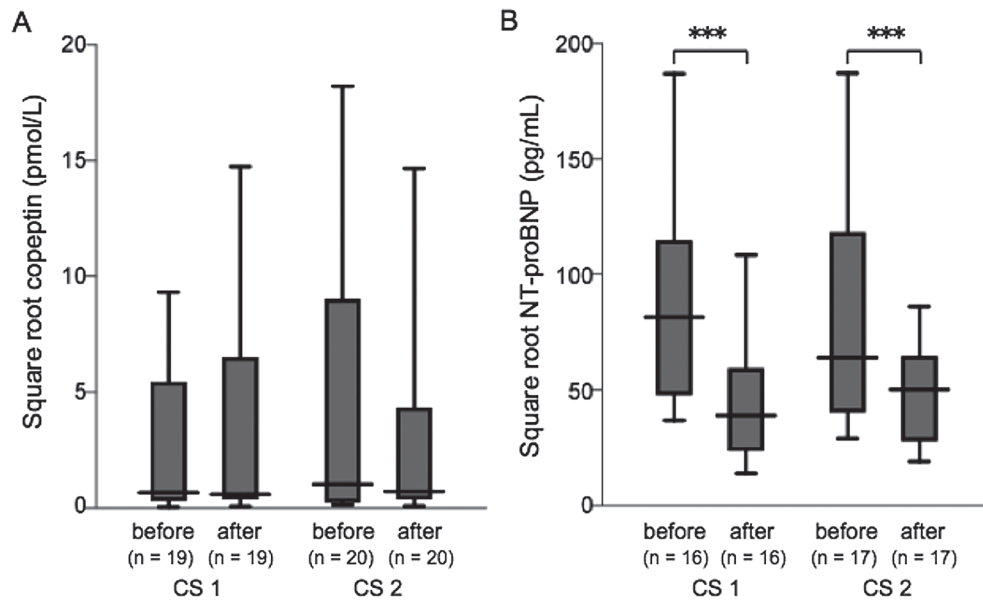 A
Square root copeptin (pmol/L)
20
15
10
5
0
before after before after
(n = 19) (n = 19) (n = 20) (n = 20)
CS 1 CS 2
B
Square root NT-proBNP (pg/mL)
200
150
100
50
0
*** ***
before after before after
(n = 16) (n = 16) (n = 17) (n = 17)
CS 1 CS 2